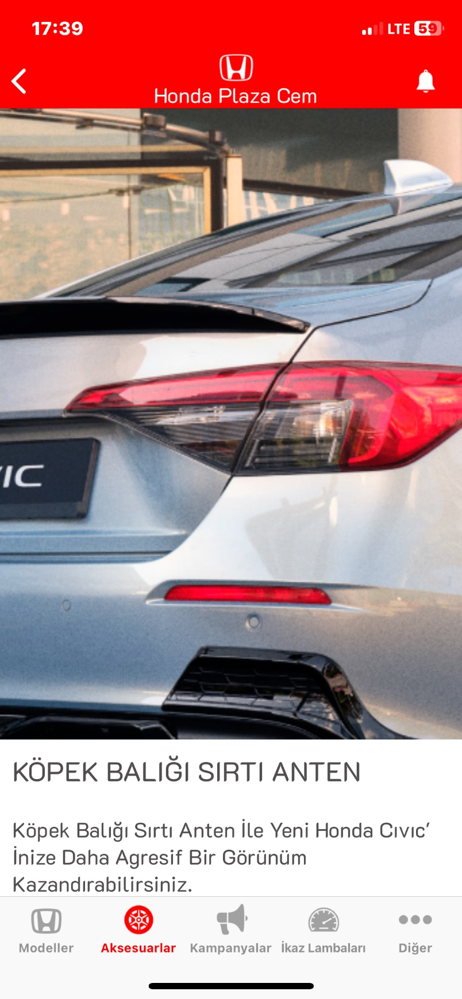 17:39
LTE 59
Honda Plaza Cem
VIC
KÖPEK BALIĞI SIRTI ANTEN
Köpek Balığı Sırtı Anten İle Yeni Honda Cıvıc'
İnize Daha Agresif Bir Görünüm
Kazandırabilirsiniz.
Modeller
Aksesuarlar
Kampanyalar
İkaz Lambaları
Diğer